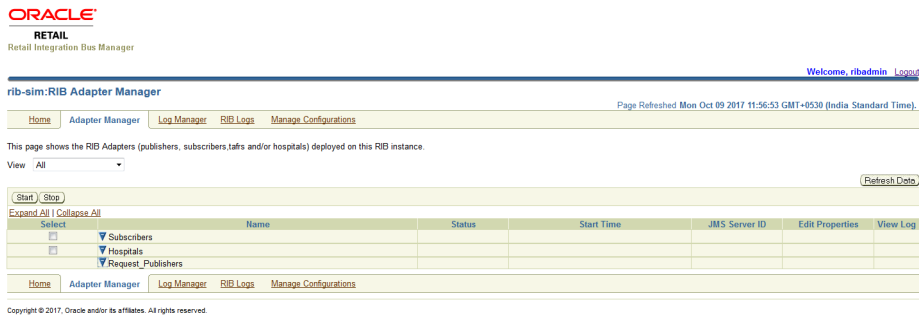 ORACLE
RETAIL
Retail Integration Bus Manager
Welcome, ribadmin Logout
rib-sim:RIB Adapter Manager
Page Refreshed Mon Oct 09 2017 11:56:53 GMT+0530 (India Standard Time).
Home Adapter Manager Log Manager RIB Logs Manage Configurations
This page shows the RIB Adapters (publishers, subscribers,tafrs and/or hospitals) deployed on this RIB instance.
View All
Refresh Data
Start Stop
Expand All | Collapse All
Select Name Status Start Time JMS Server ID Edit Properties View Log
Subscribers
Hospitals
Request_Publishers
Home Adapter Manager Log Manager RIB Logs Manage Configurations
Copyright © 2017, Oracle and/or its affiliates. All rights reserved.